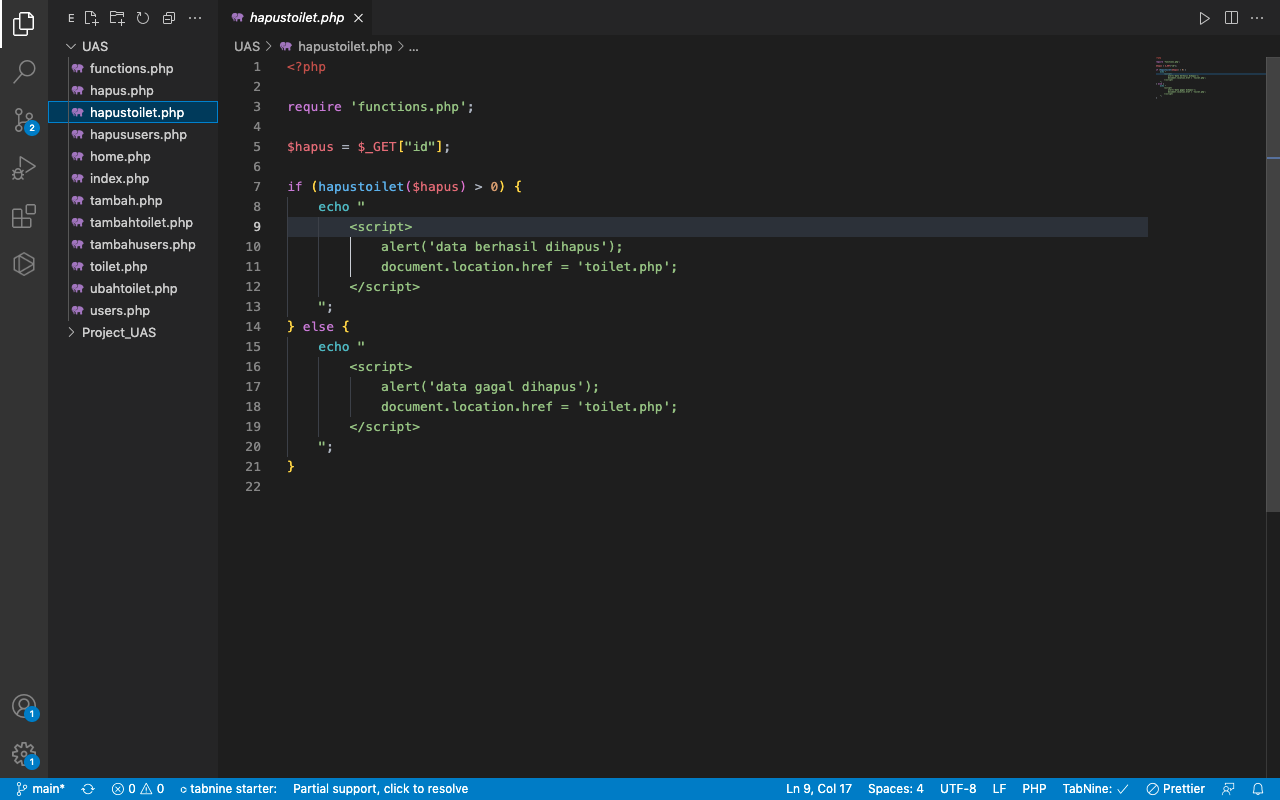 E
hapustoilet.php
UAS
UAS > hapustoilet.php > ...
functions.php
hapus.php
hapustoilet.php
hapususers.php
home.php
index.php
tambah.php
tambahtoilet.php
tambahusers.php
toilet.php
ubahtoilet.php
users.php
Project_UAS
2
1
1
1 <?php
2
3 require 'functions.php';
4
5 $hapus = $_GET["id"];
6
7 if (hapustoilet($hapus) > 0) {
8 echo "
9 <script>
10 alert('data berhasil dihapus');
11 document.location.href = 'toilet.php';
12 </script>
13 ";
14 } else {
15 echo "
16 <script>
17 alert('data gagal dihapus');
18 document.location.href = 'toilet.php';
19 </script>
20 ";
21 }
22
main* 0 0 tabnine starter: Partial support, click to resolve Ln 9, Col 17 Spaces: 4 UTF-8 LF PHP TabNine: ✓ Prettier